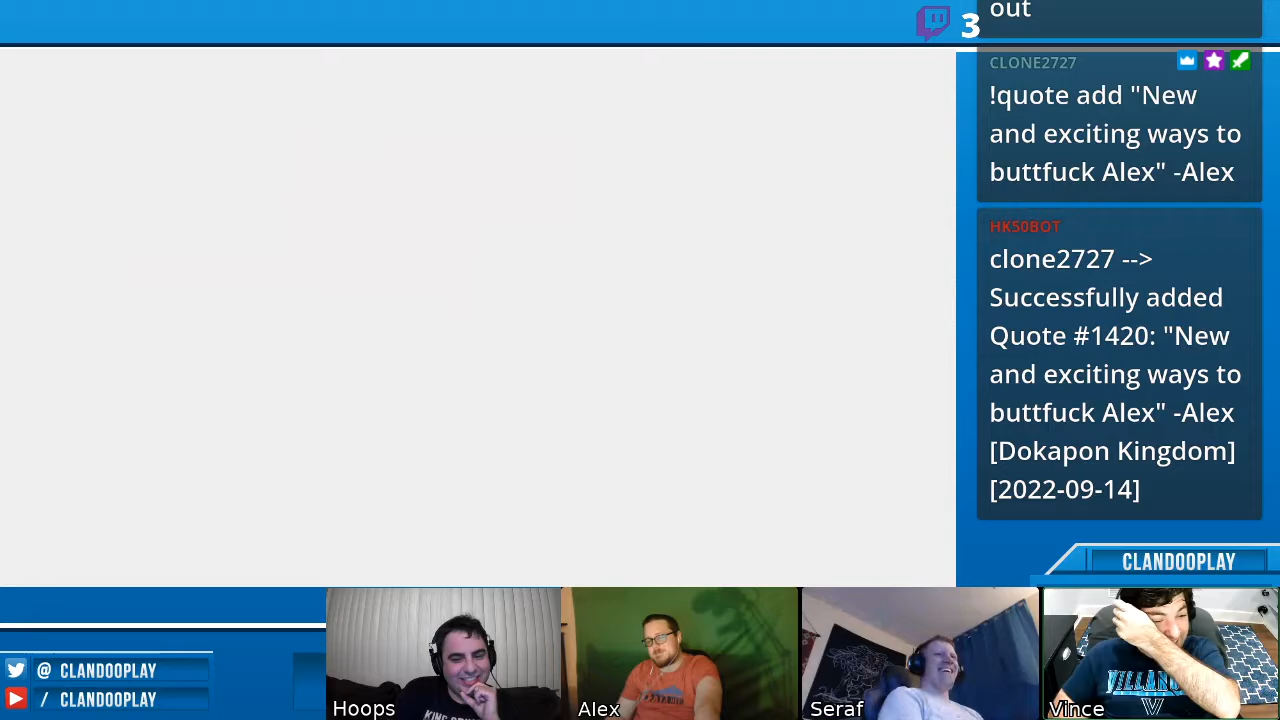 3
out
CLONE2727
!quote add "New
and exciting ways to
buttfuck Alex" -Alex
HK50BOT
clone2727 -->
Successfully added
Quote #1420: "New
and exciting ways to
buttfuck Alex" -Alex
[Dokapon Kingdom]
[2022-09-14]
CLANDOOPLAY
@ CLANDOOPLAY
/ CLANDOOPLAY
Hoops
Alex
Seraf
Vince